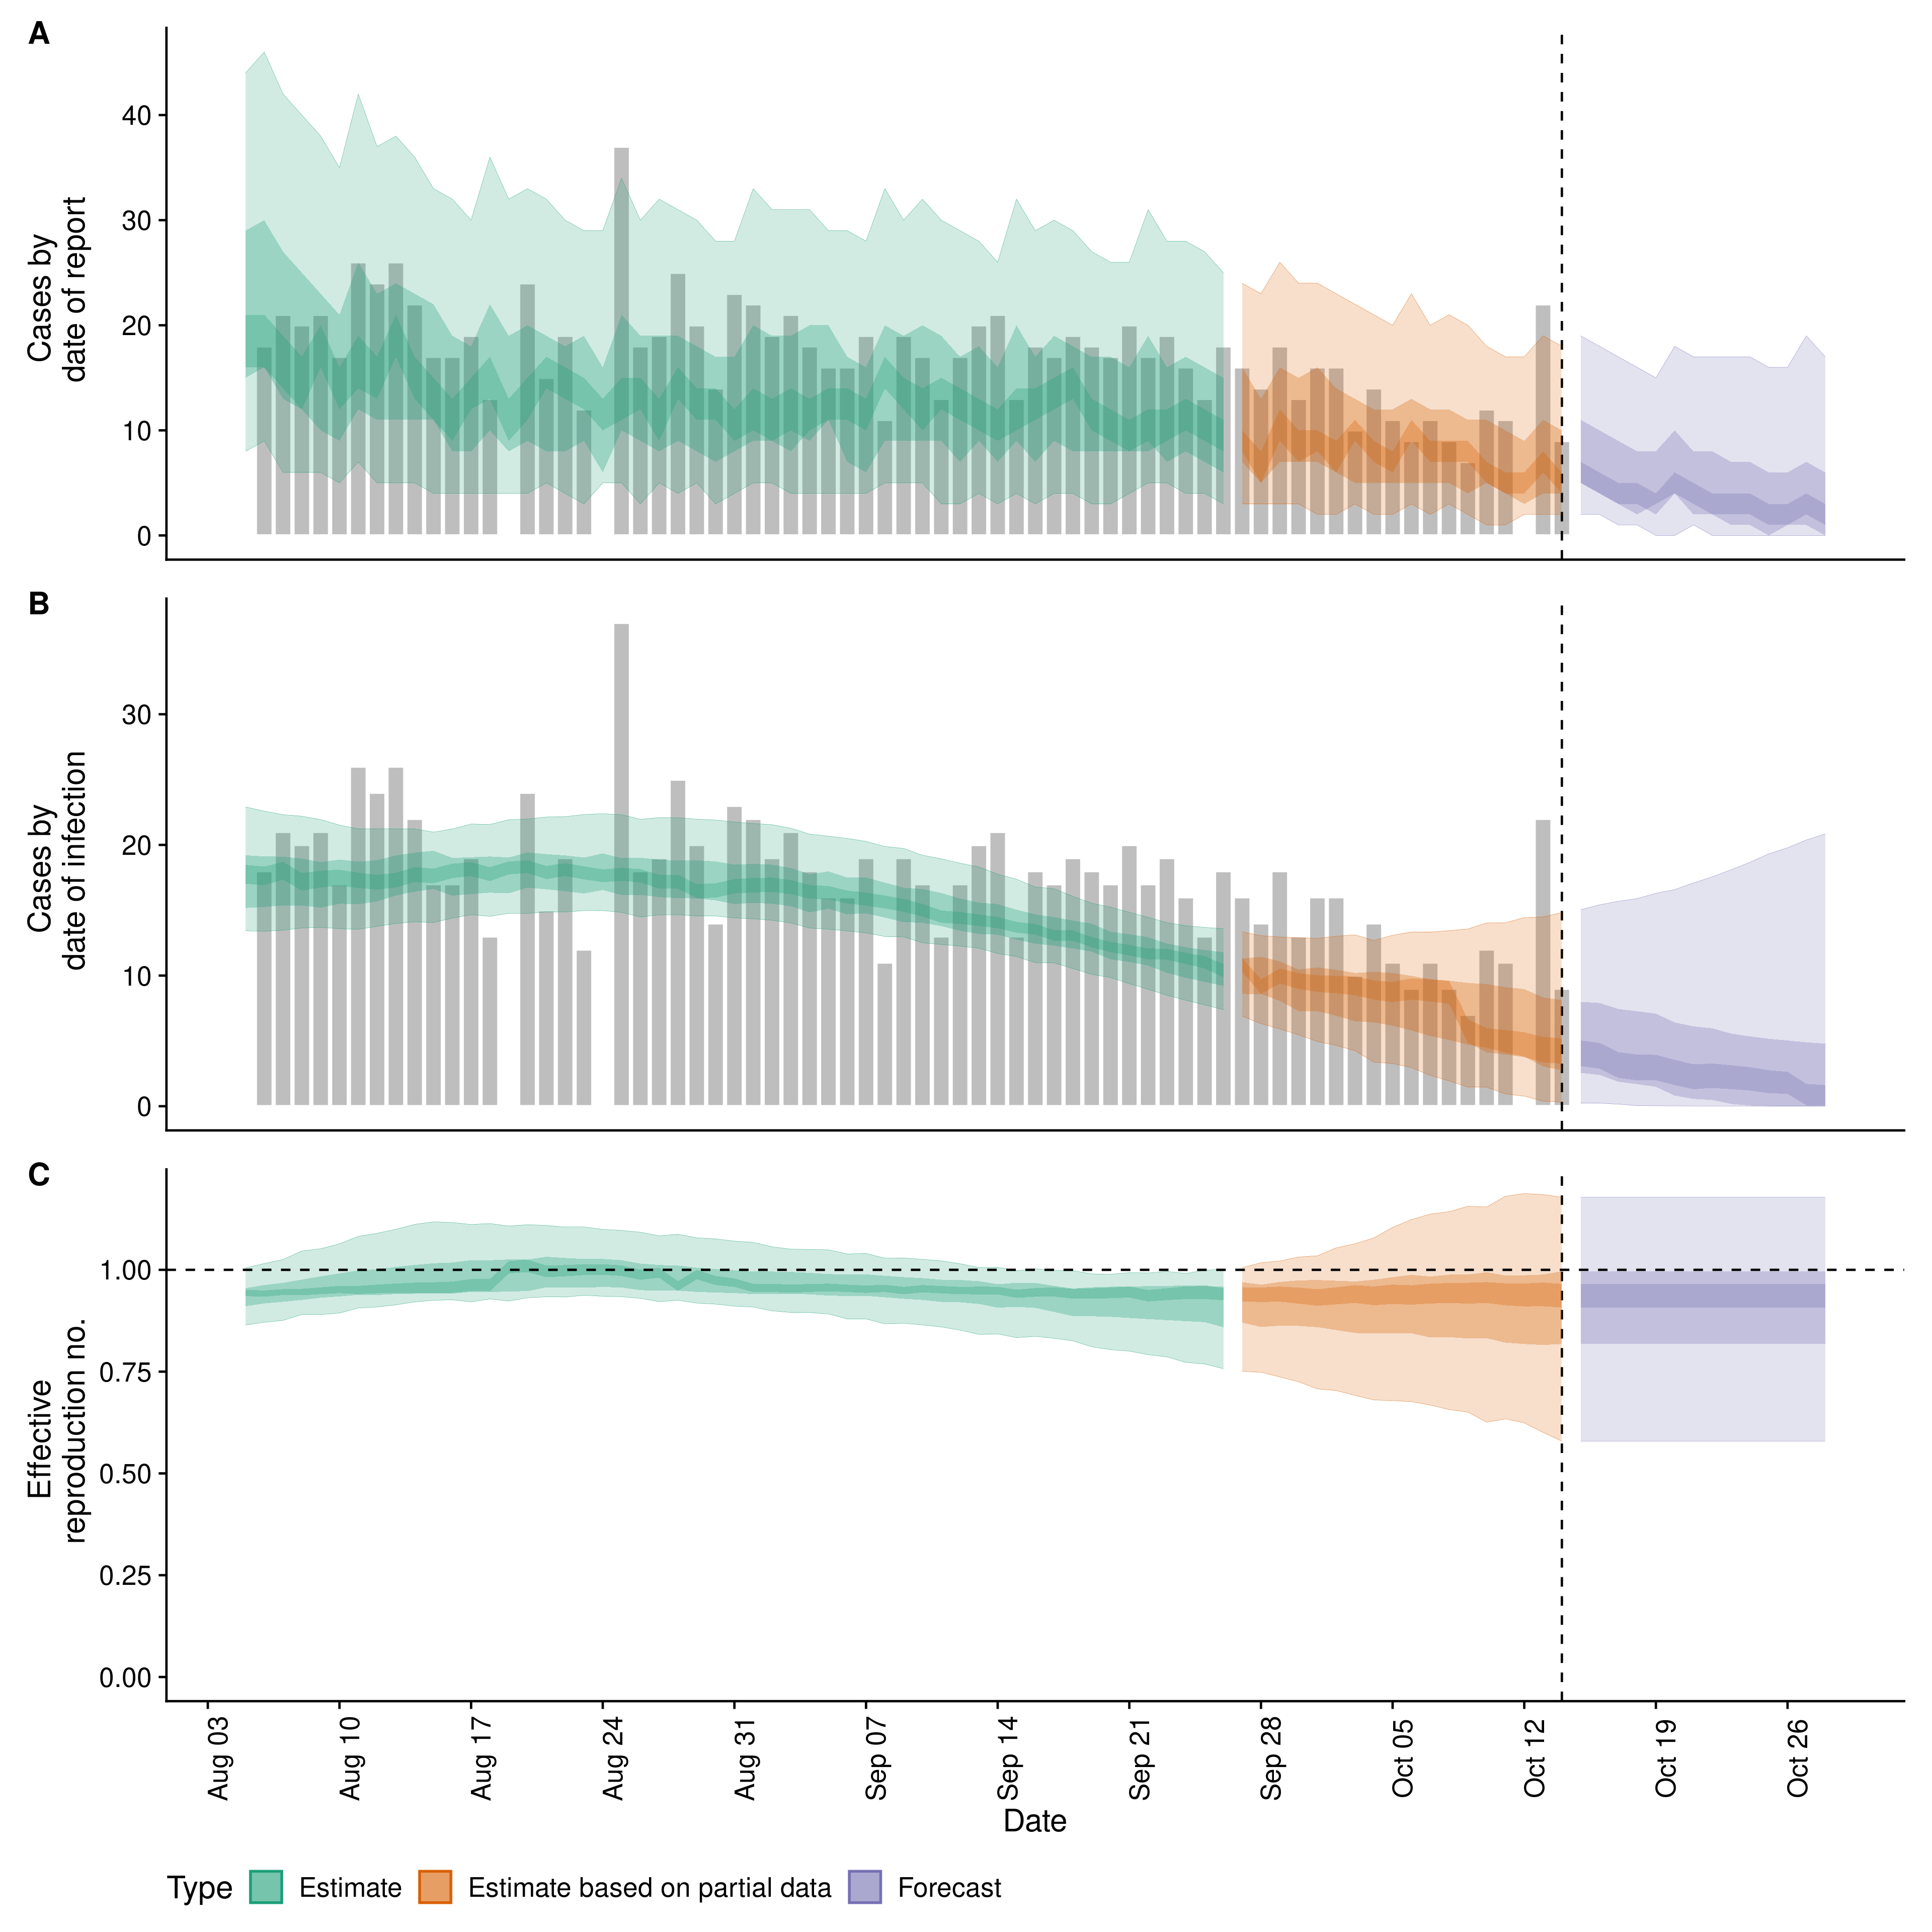 A
Cases by
date of report
40
30
20
10
0
B
Cases by
date of infection
30
20
10
0
C
Effective
reproduction no.
1.00
0.75
0.50
0.25
0.00
Aug 03
Aug 10
Aug 17
Aug 24
Aug 31
Sep 07
Sep 14
Sep 21
Sep 28
Oct 05
Oct 12
Oct 19
Oct 26
Date
Type Estimate Estimate based on partial data Forecast